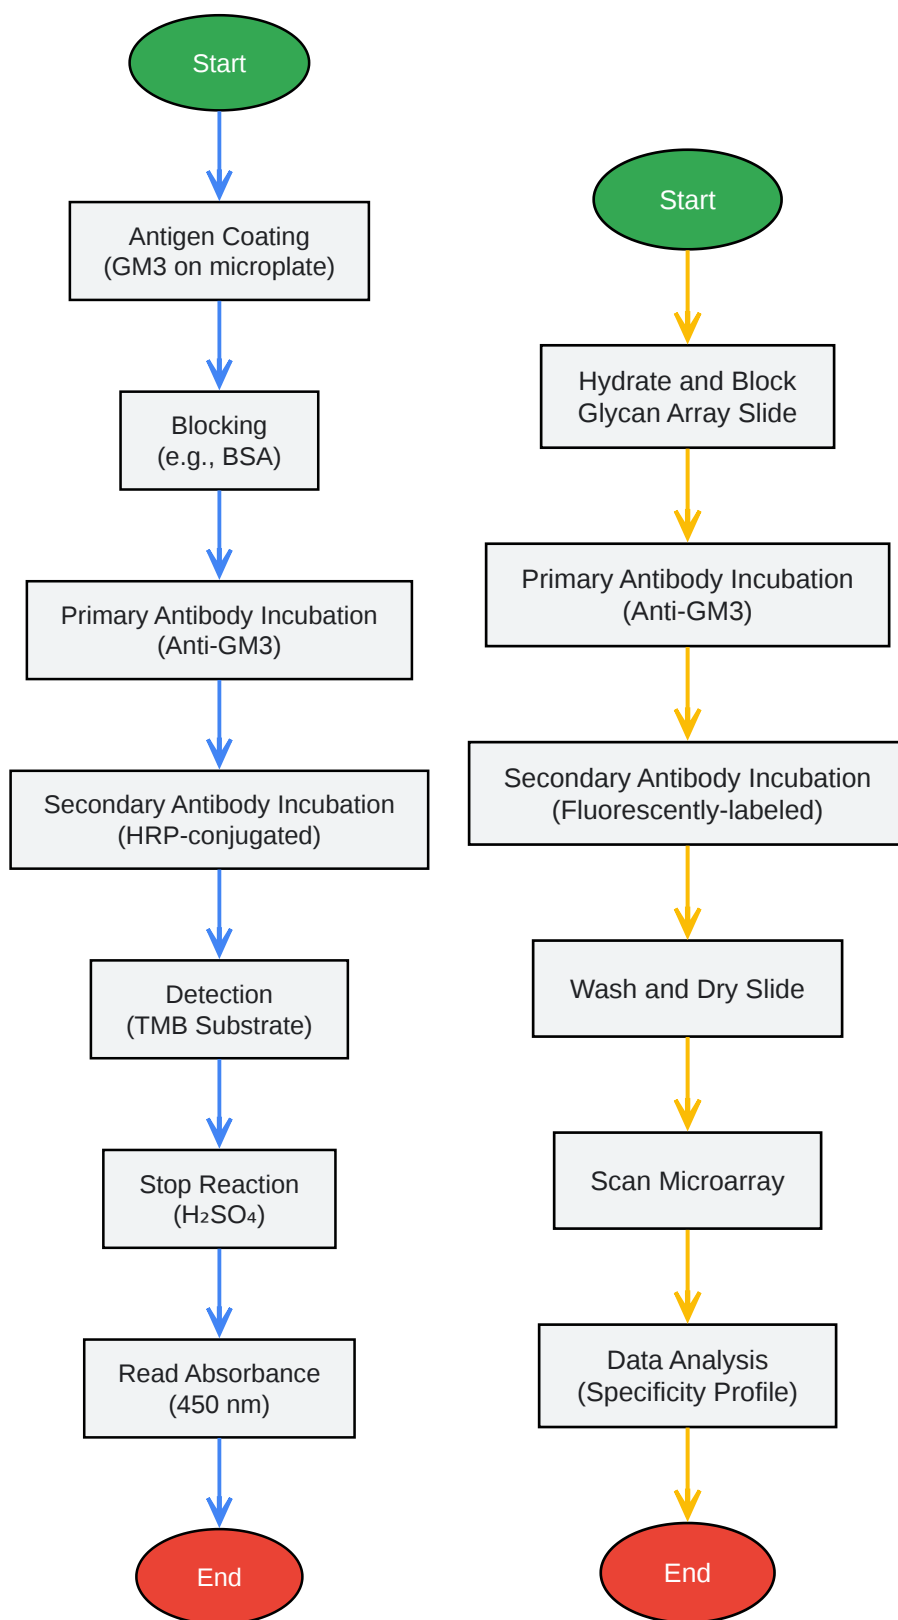 Start
Antigen Coating
(GM3 on microplate)
Blocking
(e.g., BSA)
Primary Antibody Incubation
(Anti-GM3)
Secondary Antibody Incubation
(HRP-conjugated)
Detection
(TMB Substrate)
Stop Reaction
(H₂SO₄)
Read Absorbance
(450 nm)
End
Start
Hydrate and Block
Glycan Array Slide
Primary Antibody Incubation
(Anti-GM3)
Secondary Antibody Incubation
(Fluorescently-labeled)
Wash and Dry Slide
Scan Microarray
Data Analysis
(Specificity Profile)
End